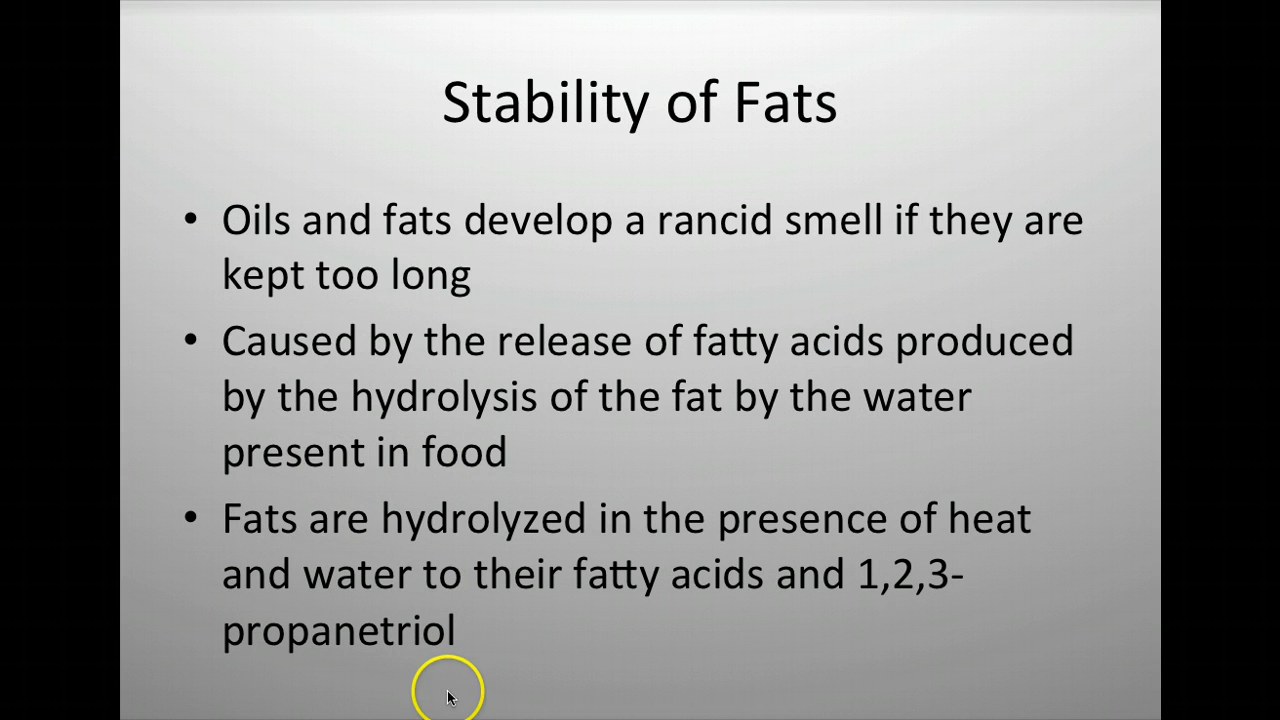 Stability of Fats
• Oils and fats develop a rancid smell if they are
kept too long
• Caused by the release of fatty acids produced
by the hydrolysis of the fat by the water
present in food
• Fats are hydrolyzed in the presence of heat
and water to their fatty acids and 1,2,3-
propanetriol